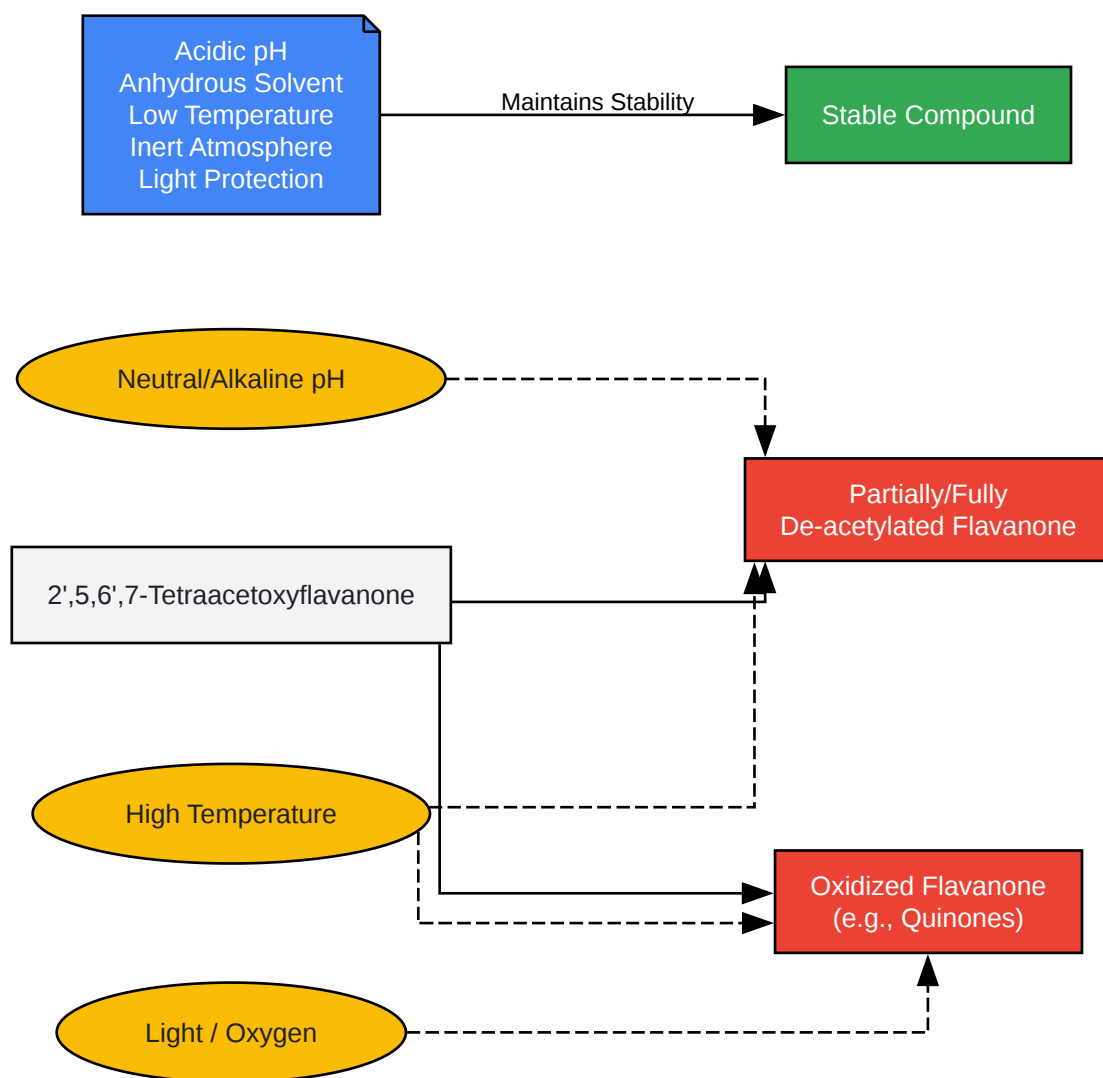 Acidic pH
Anhydrous Solvent
Low Temperature
Inert Atmosphere
Light Protection
Maintains Stability
Stable Compound
Neutral/Alkaline pH
Partially/Fully
De-acetylated Flavanone
2',5,6',7-Tetraacetoxyflavanone
High Temperature
Oxidized Flavanone
(e.g., Quinones)
Light / Oxygen